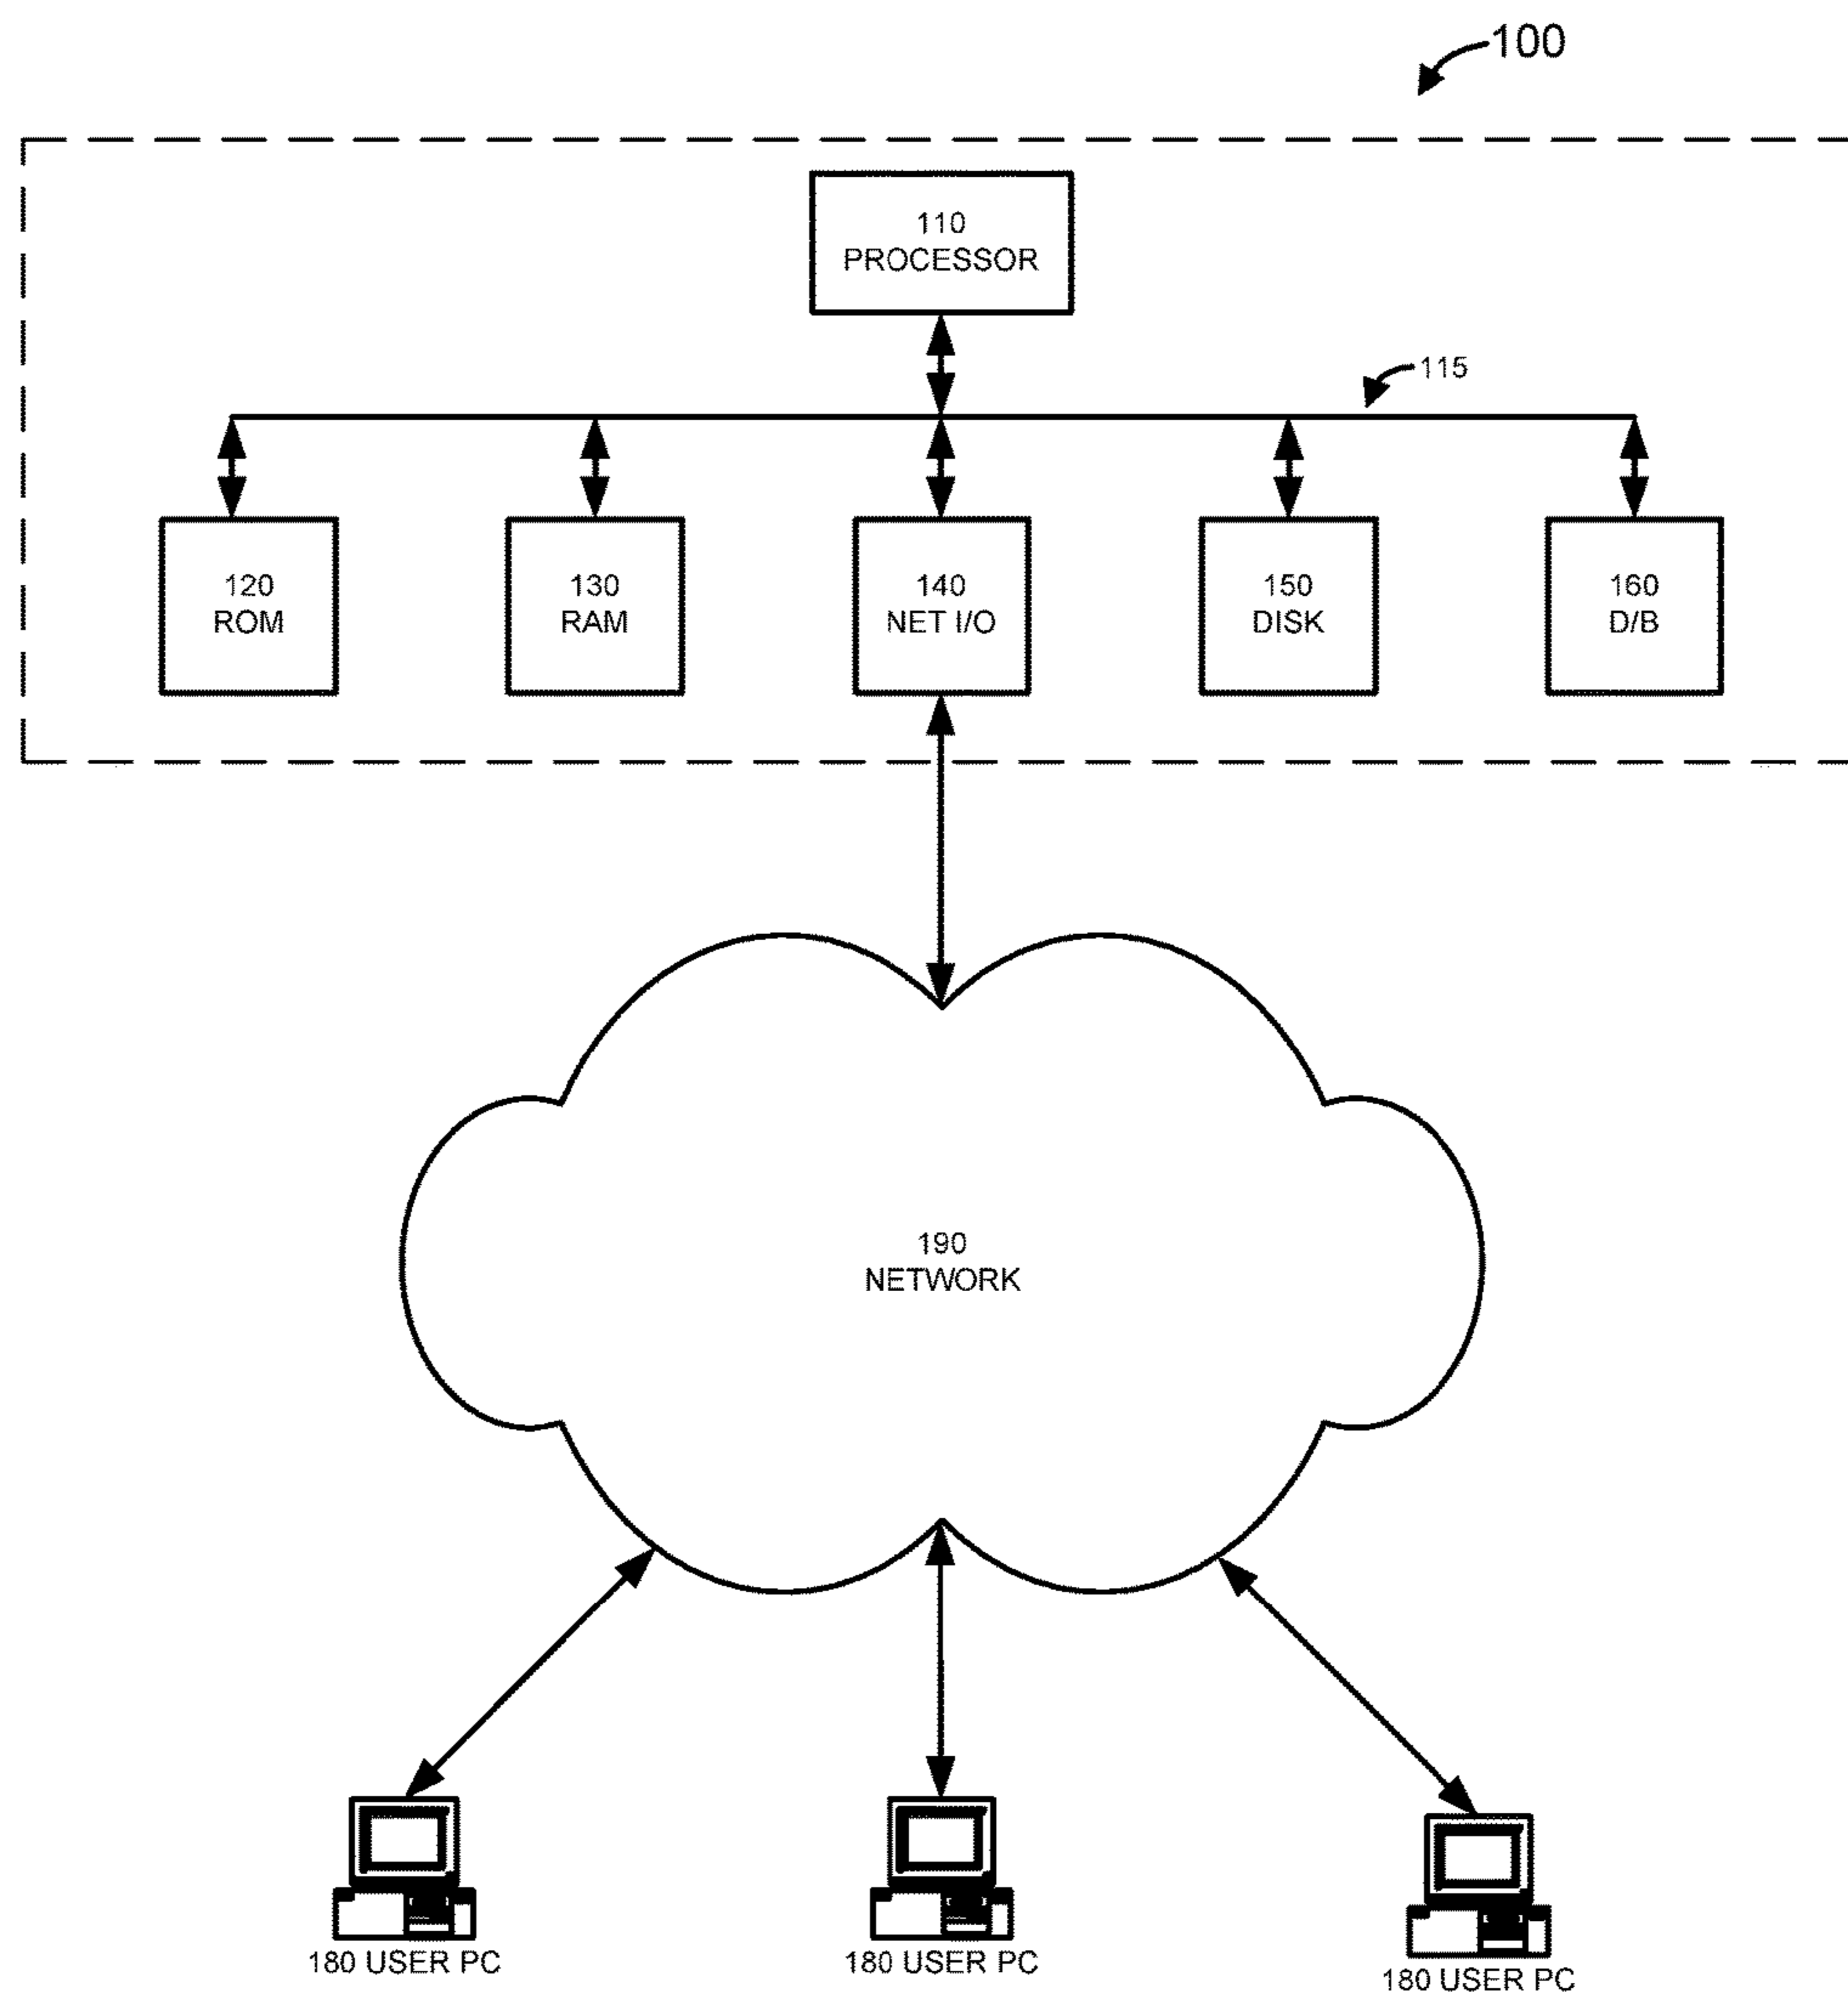 100
110
PROCESSOR
115
120
ROM
130
RAM
140
NET I/O
150
DISK
160
D/B
190
NETWORK
180 USER PC
180 USER PC
180 USER PC